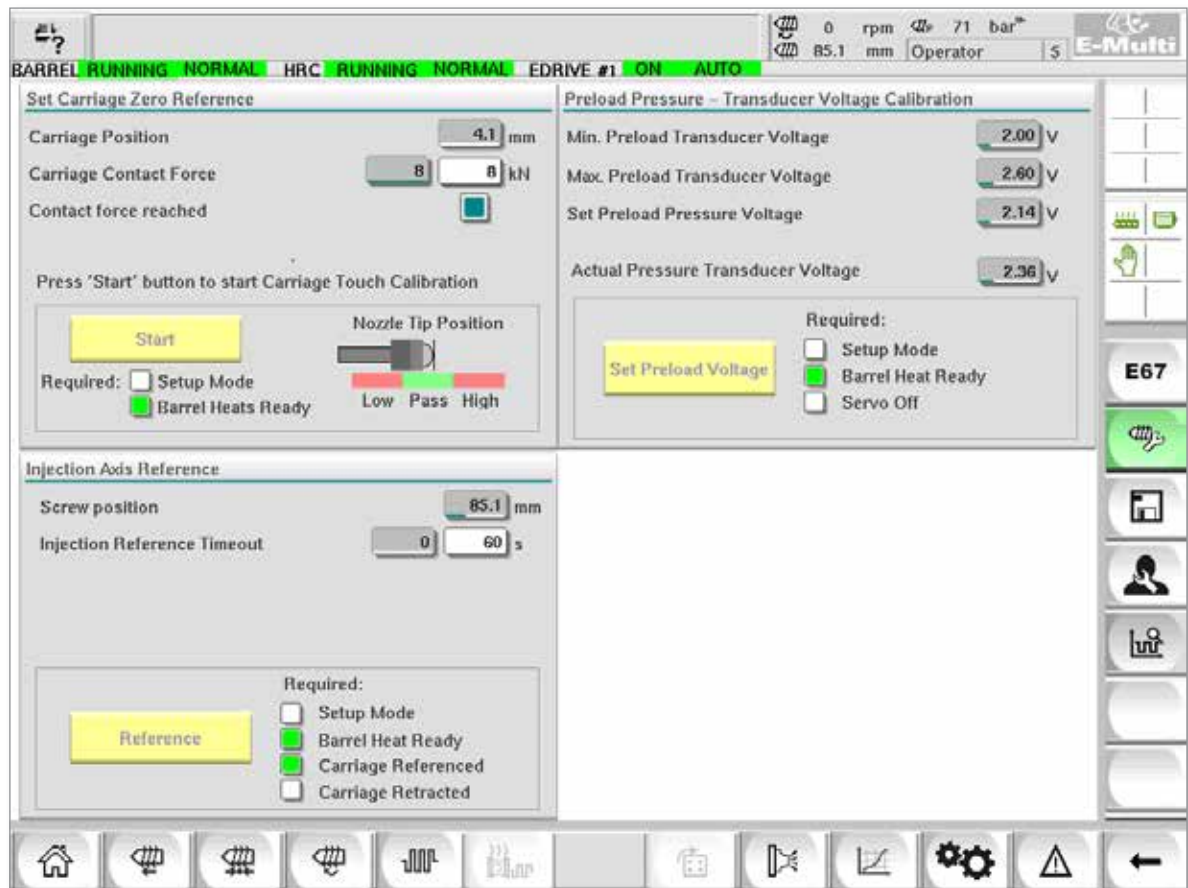 ?
0 rpm 71 bar
85.1 mm Operator S
E-Multi
BARREL RUNNING NORMAL HRC RUNNING NORMAL EDRIVE #1 ON AUTO
Set Carriage Zero Reference
Carriage Position 4.1 mm
Carriage Contact Force 8 8 kN
Contact force reached
Press 'Start' button to start Carriage Touch Calibration
Start
Required: Setup Mode
Barrel Heats Ready
Nozzle Tip Position
Low Pass High
Preload Pressure - Transducer Voltage Calibration
Min. Preload Transducer Voltage 2.00 V
Max. Preload Transducer Voltage 2.60 V
Set Preload Pressure Voltage 2.14 V
Actual Pressure Transducer Voltage 2.36 V
Set Preload Voltage
Required:
Setup Mode
Barrel Heat Ready
Servo Off
Injection Axis Reference
Screw position 85.1 mm
Injection Reference Timeout 0 60 s
Reference
Required:
Setup Mode
Barrel Heat Ready
Carriage Referenced
Carriage Retracted
E67